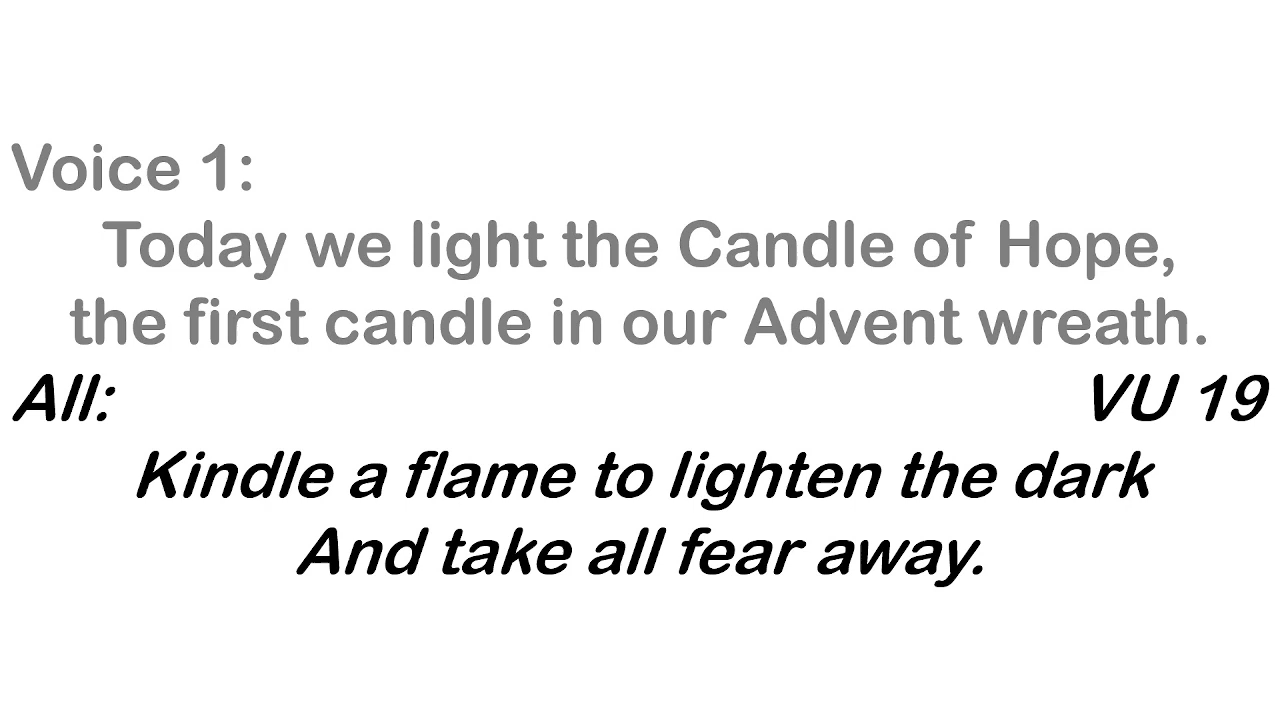 Voice 1:
Today we light the Candle of Hope,
the first candle in our Advent wreath.
All: VU 19
Kindle a flame to lighten the dark
And take all fear away.